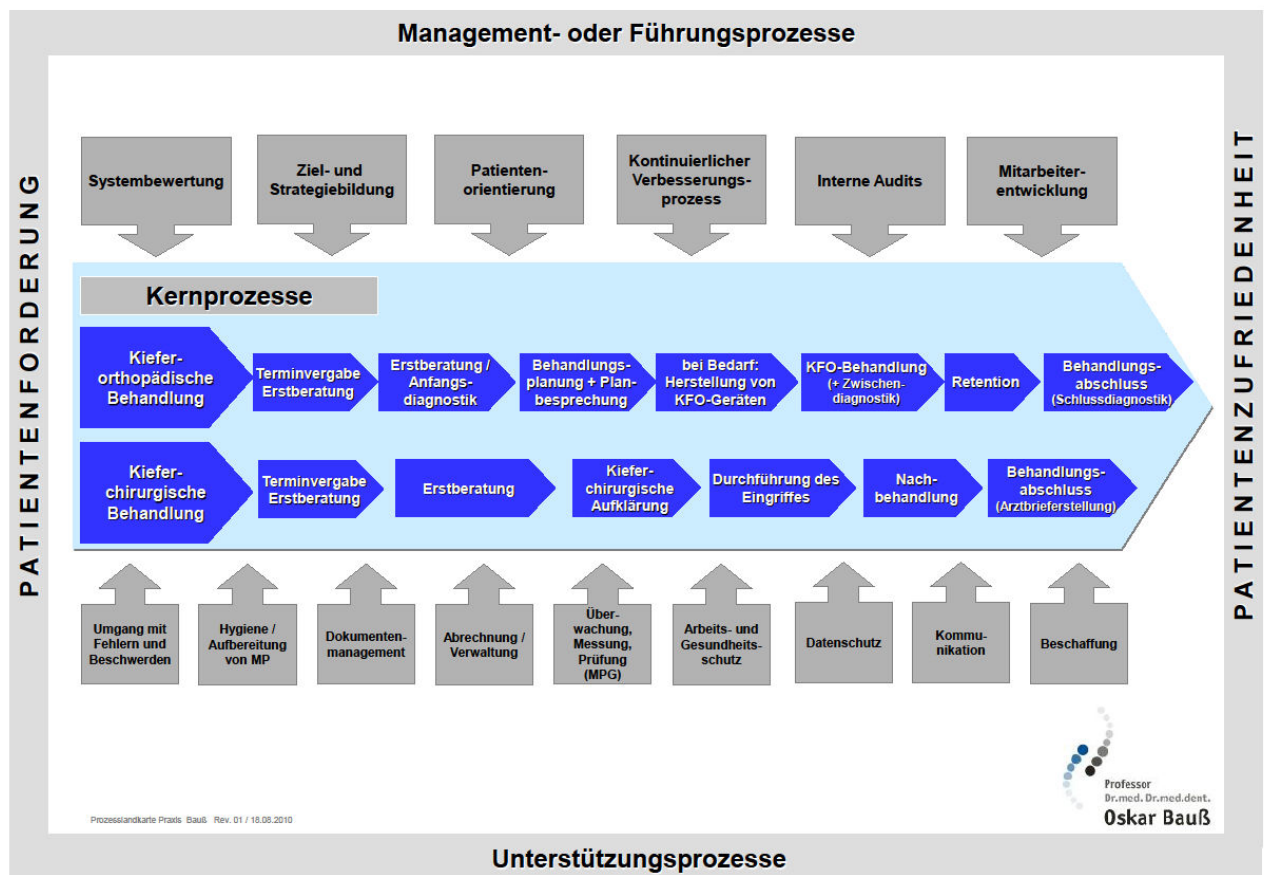 Management- oder Führungsprozesse
PATIENTENFORDERUNG
PATIENTENZUFRIEDENHEIT
Systembewertung
Ziel- und
Strategiebildung
Patienten-
orientierung
Kontinuierlicher
Verbesserungs-
prozess
Interne Audits
Mitarbeiter-
entwicklung
Kernprozesse
Kiefer-
orthopädische
Behandlung
Terminvergabe
Erstberatung
Erstberatung /
Anfangs-
diagnostik
Behandlungs-
planung + Plan-
besprechung
bei Bedarf:
Herstellung von
KFO-Geräten
KFO-Behandlung
(+ Zwischen-
diagnostik)
Retention
Behandlungs-
abschluss
(Schlussdiagnostik)
Kiefer-
chirurgische
Behandlung
Terminvergabe
Erstberatung
Erstberatung
Kiefer-
chirurgische
Aufklärung
Durchführung des
Eingriffes
Nach-
behandlung
Behandlungs-
abschluss
(Arztbrieferstellung)
Umgang mit
Fehlern und
Beschwerden
Hygiene /
Aufbereitung
von MP
Dokumenten-
management
Abrechnung /
Verwaltung
Über-
wachung,
Messung,
Prüfung
(MPG)
Arbeits- und
Gesundheits-
schutz
Datenschutz
Kommu-
nikation
Beschaffung
Professor
Dr.med. Dr.med.dent.
Oskar Bauß
Prozesslandkarte Praxis Bauß Rev. 01 / 18.08.2010
Unterstützungsprozesse